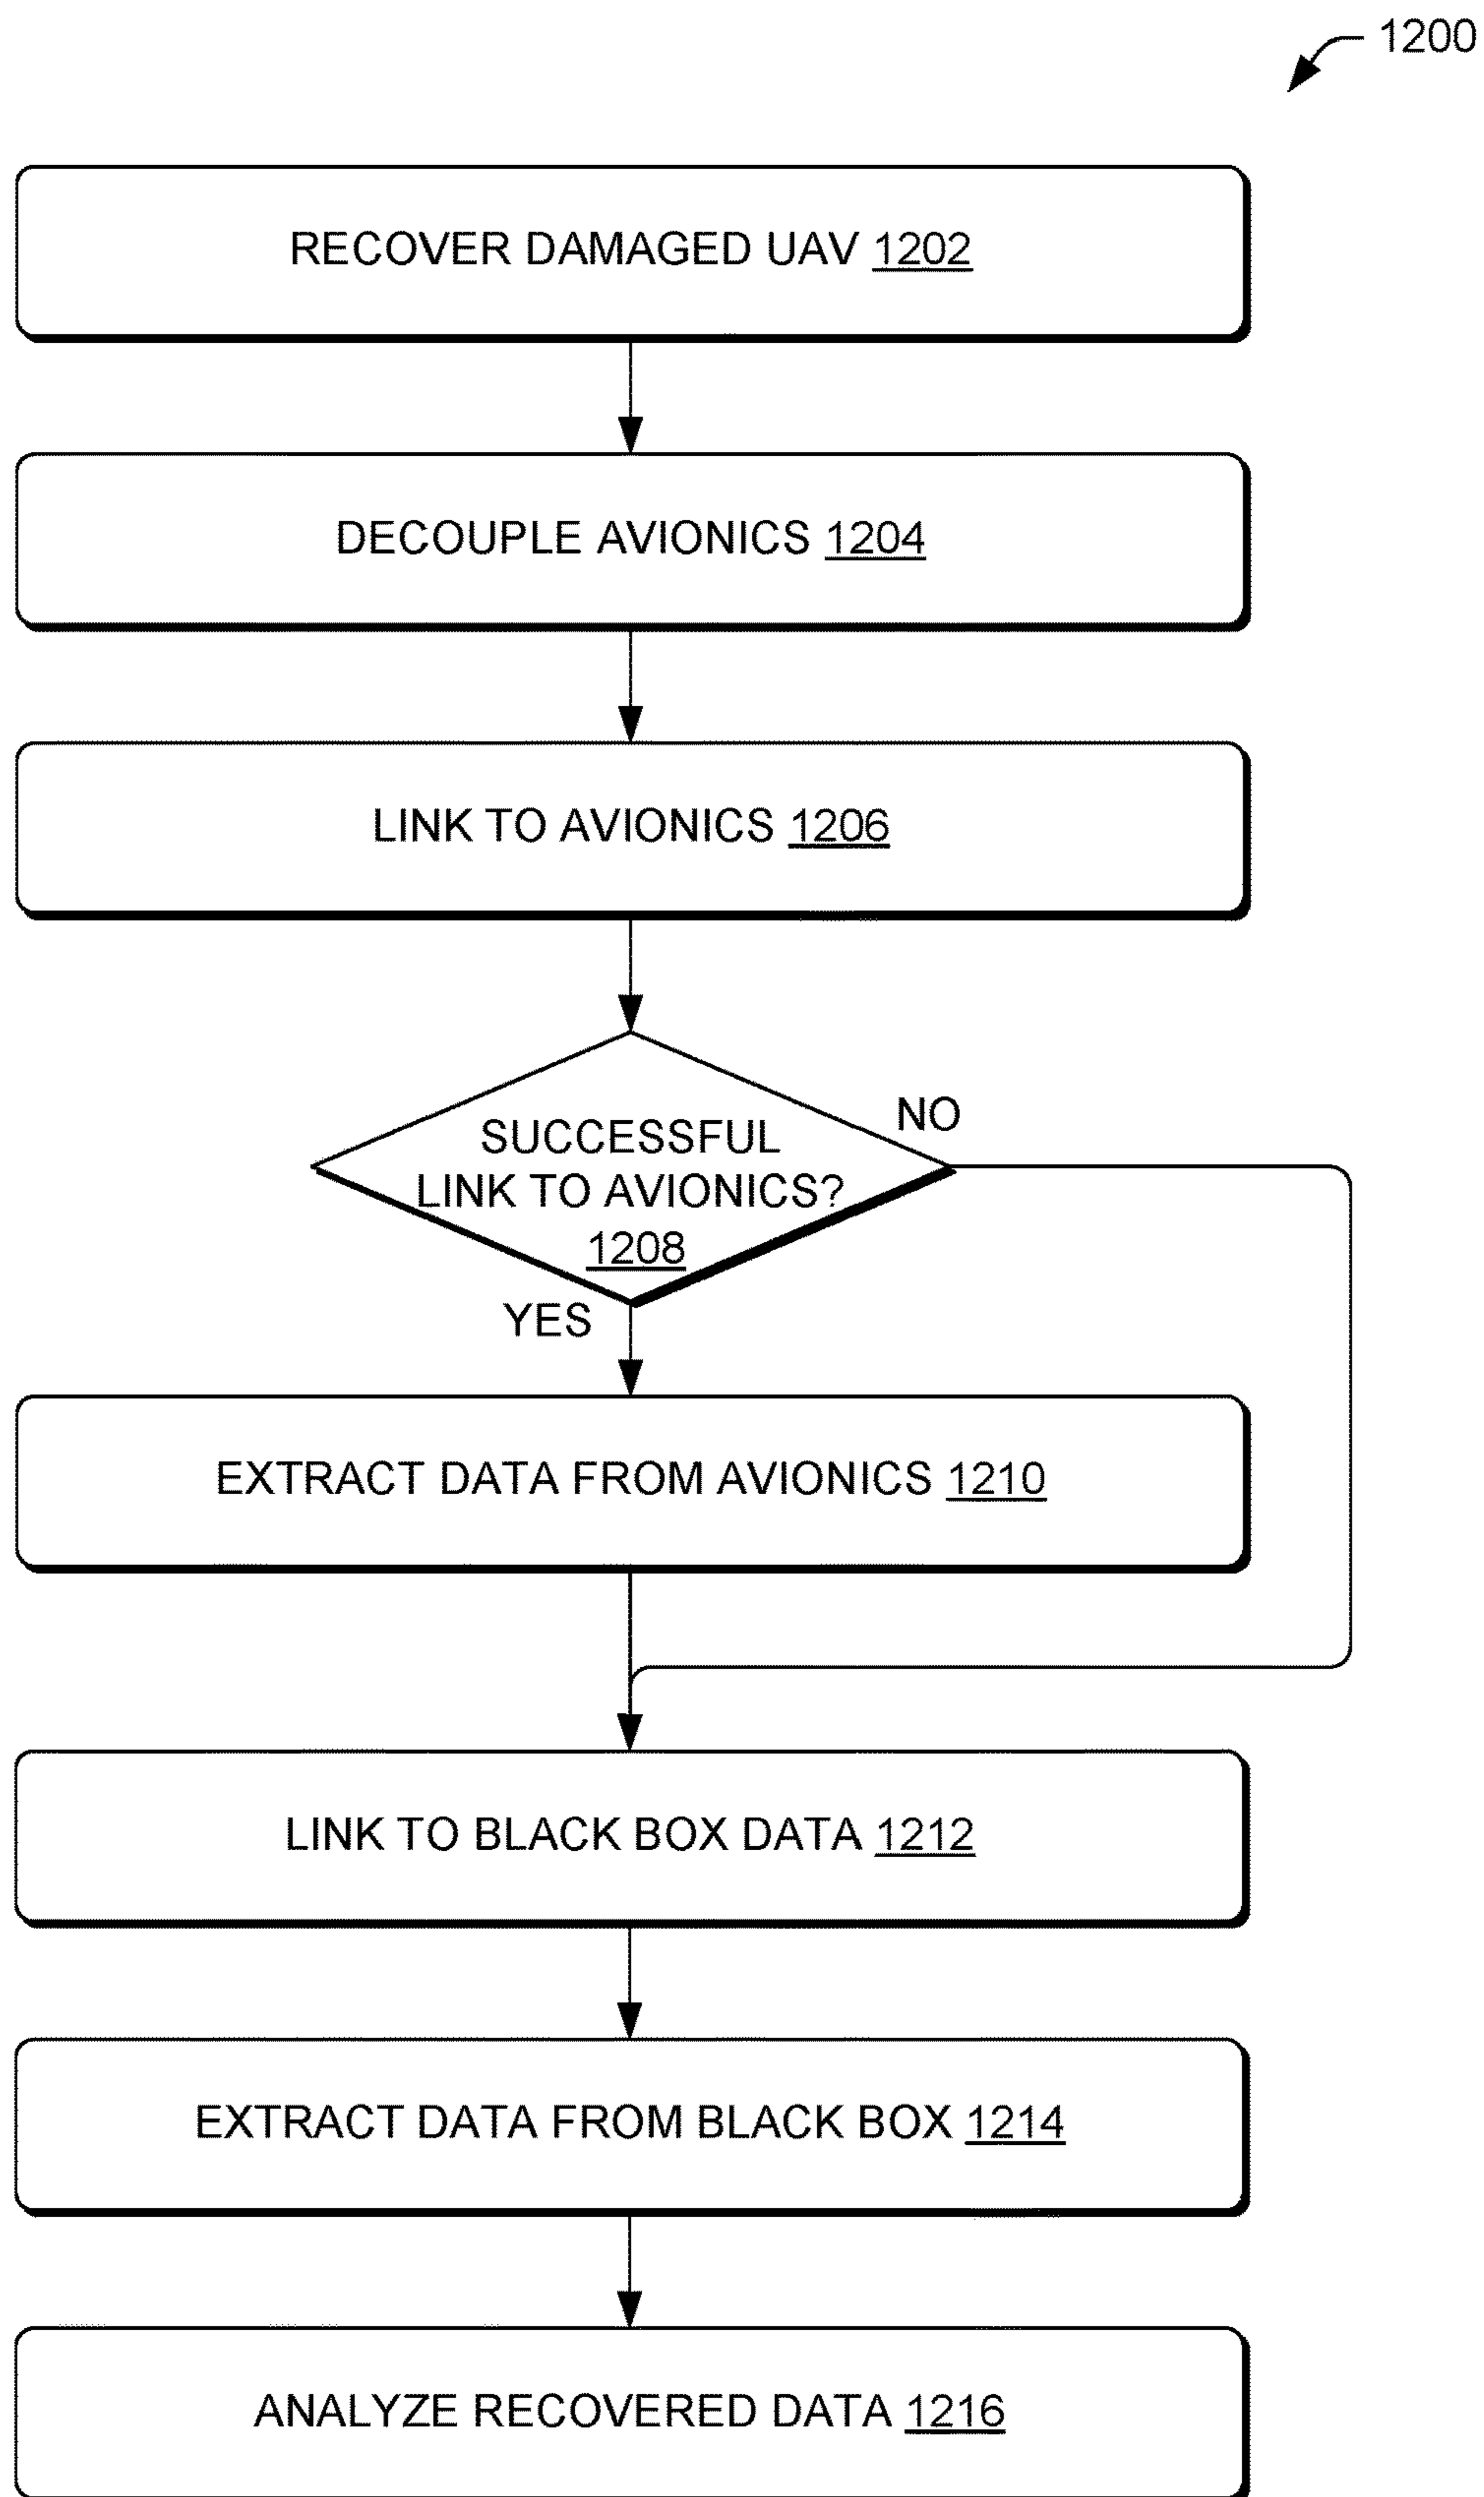 1200
RECOVER DAMAGED UAV 1202
DECOUPLE AVIONICS 1204
LINK TO AVIONICS 1206
SUCCESSFUL
LINK TO AVIONICS?
1208
NO
YES
EXTRACT DATA FROM AVIONICS 1210
LINK TO BLACK BOX DATA 1212
EXTRACT DATA FROM BLACK BOX 1214
ANALYZE RECOVERED DATA 1216